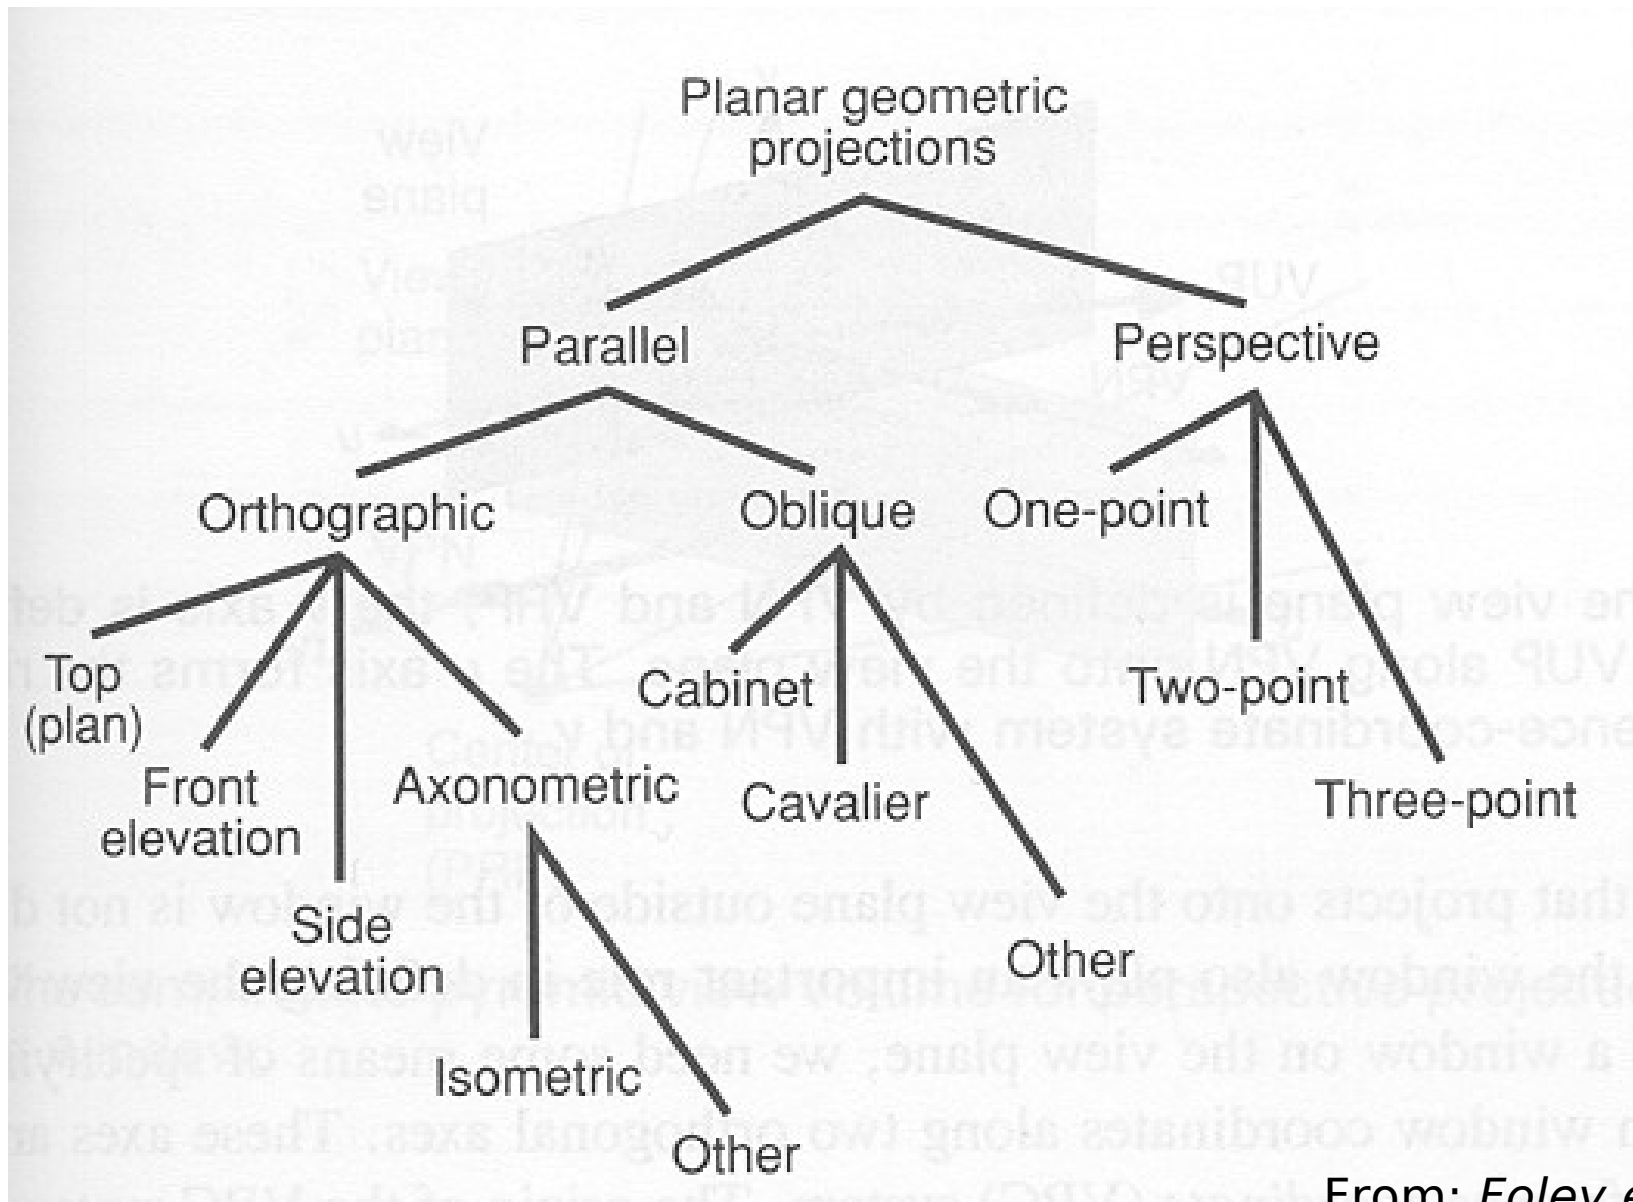 Planar geometric
projections
Parallel
Perspective
Orthographic
Oblique
One-point
Top
(plan)
Cabinet
Two-point
Front
elevation
Axonometric
Cavalier
Three-point
Side
elevation
Other
Isometric
Other
From: Foley